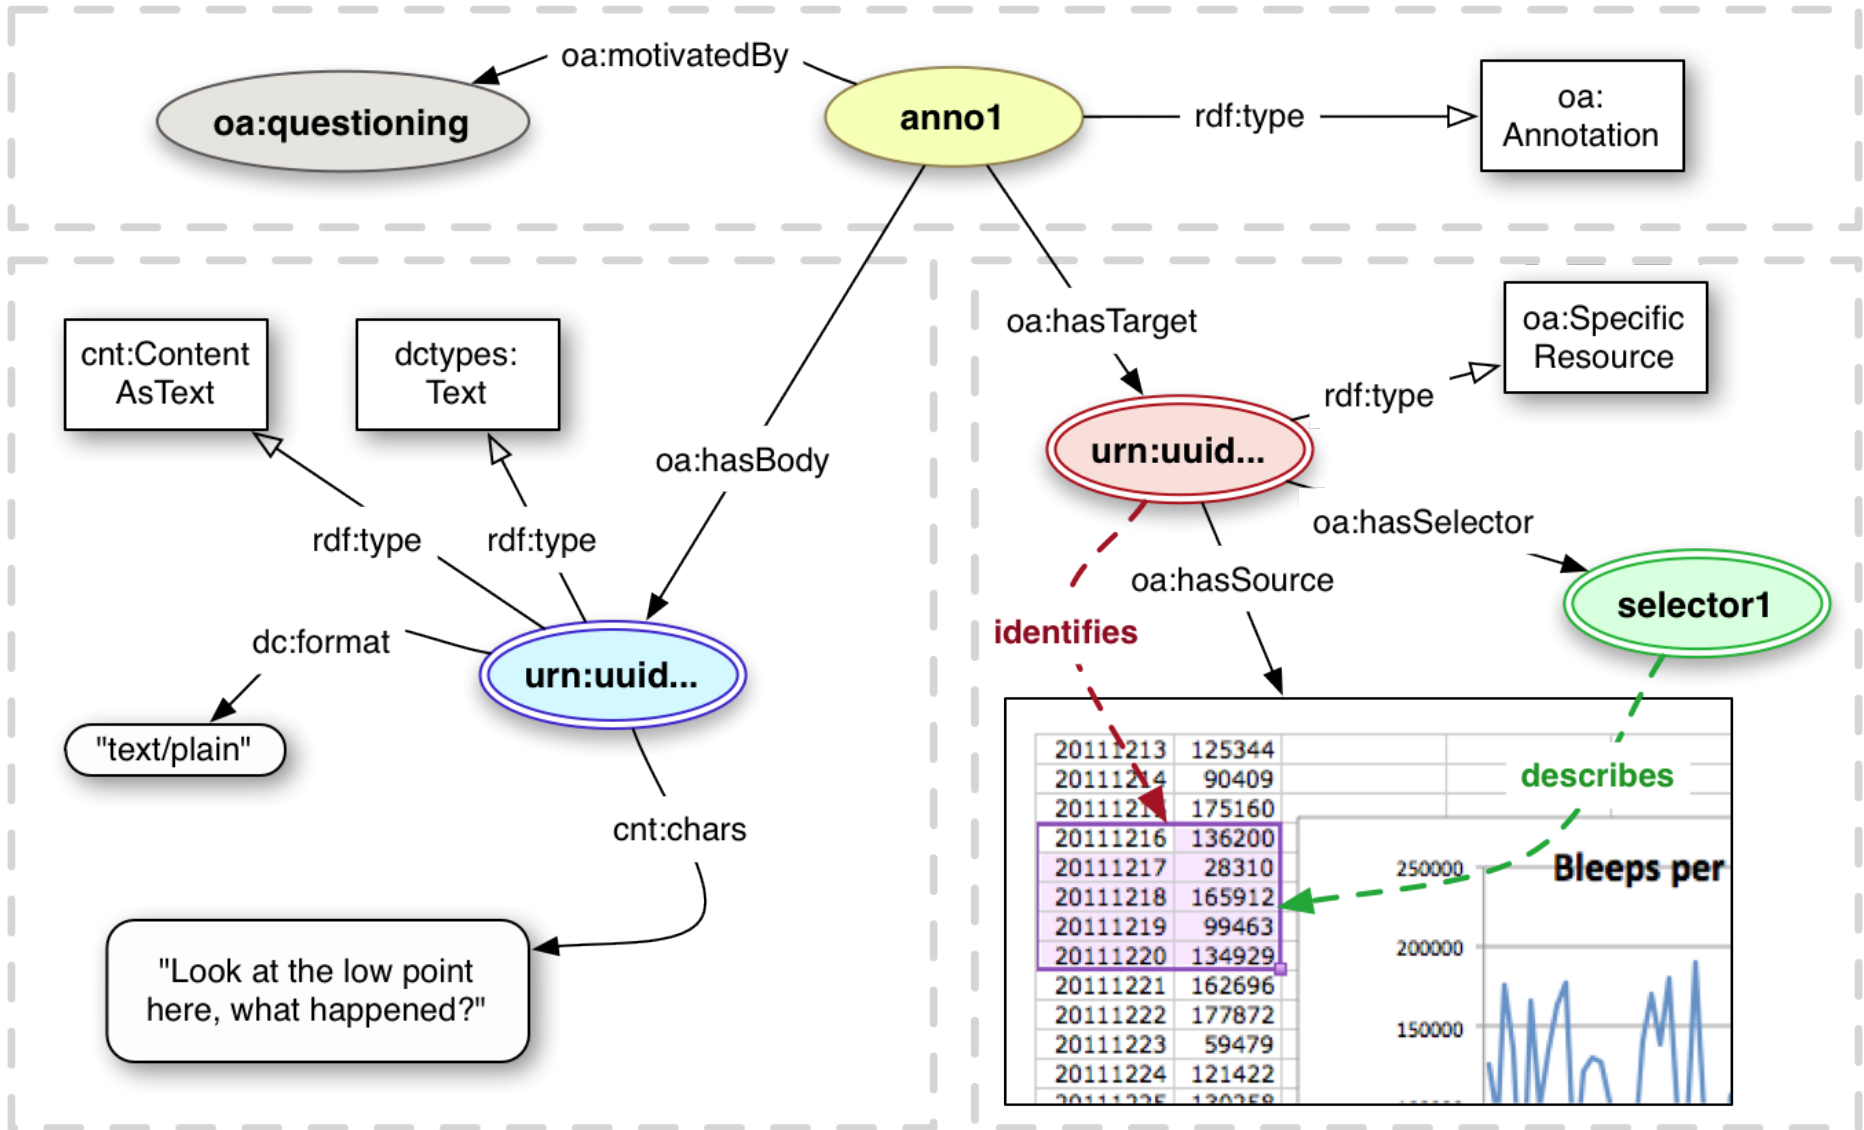 oa:motivatedBy
oa:questioning
anno1
rdf:type
oa:
Annotation
cnt:Content
AsText
dctypes:
Text
oa:hasBody
rdf:type
rdf:type
dc:format
urn:uuid...
"text/plain"
cnt:chars
"Look at the low point
here, what happened?"
oa:hasTarget
oa:Specific
Resource
rdf:type
urn:uuid...
oa:hasSelector
oa:hasSource
selector1
identifies
describes
20111213 125344
20111214 90409
175160
20111216 136200
20111217 28310
20111218 165912
20111219 99463
20111220 134929
20111221 162696
20111222 177872
20111223 59479
20111224 121422
Bleeps per
250000
200000
150000